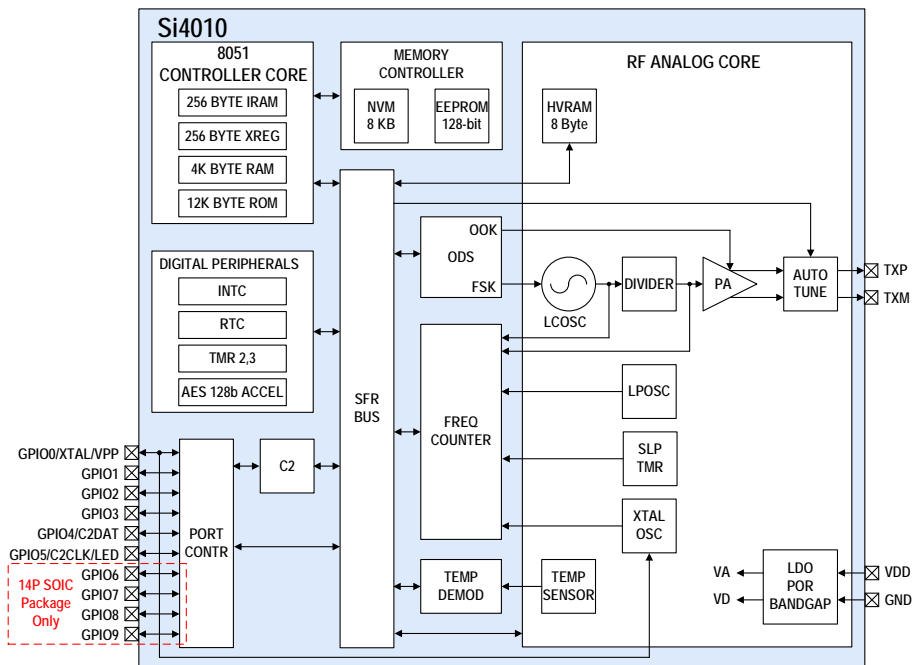 Si4010
8051
CONTROLLER CORE
256 BYTE IRAM
256 BYTE XREG
4K BYTE RAM
12K BYTE ROM
MEMORY
CONTROLLER
NVM
8 KB
EEPROM
128-bit
RF ANALOG CORE
HVRAM
8 Byte
DIGITAL PERIPHERALS
INTC
RTC
TMR 2,3
AES 128b ACCEL
SFR
BUS
OOK
ODS
FSK
LCOSC
DIVIDER
PA
AUTO
TUNE
TXP
TXM
FREQ
COUNTER
LPOSC
SLP
TMR
XTAL
OSC
TEMP
DEMOD
TEMP
SENSOR
VA
VD
LDO
POR
BANDGAP
VDD
GND
C2
PORT
CONTR
GPIO0/XTAL/VPP
GPIO1
GPIO2
GPIO3
GPIO4/C2DAT
GPIO5/C2CLK/LED
GPIO6
GPIO7
GPIO8
GPIO9
14P SOIC
Package
Only